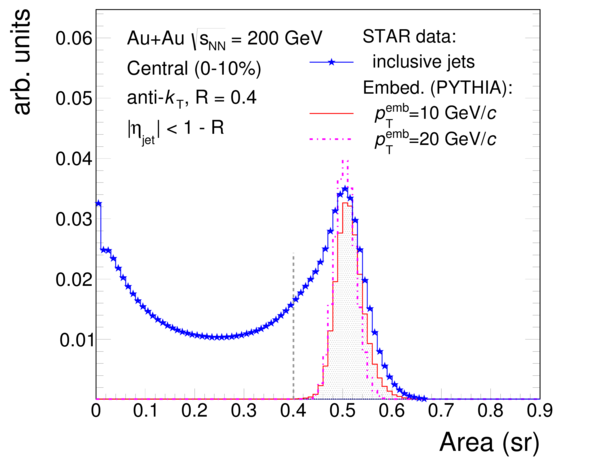 arb. units
0.06
0.05
0.04
0.03
0.02
0.01
Au+Au √sNN = 200 GeV
Central (0-10%)
anti-kT, R = 0.4
|ηjet| < 1 - R
STAR data:
inclusive jets
Embed. (PYTHIA):
pTemb=10 GeV/c
pTemb=20 GeV/c
0 0.1 0.2 0.3 0.4 0.5 0.6 0.7 0.8 0.9
Area (sr)